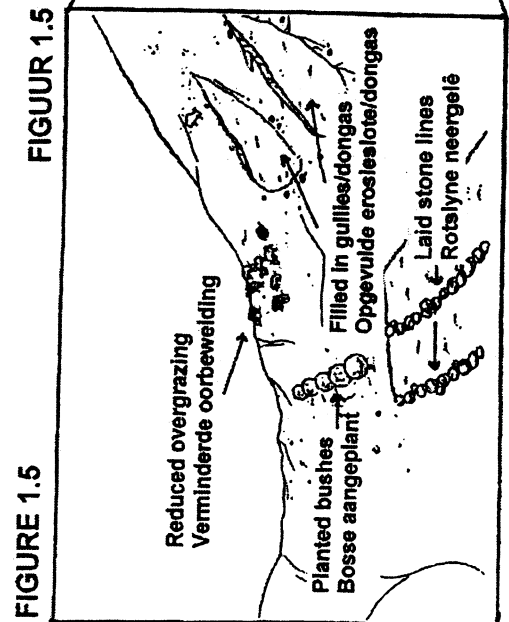 FIGURE 1.5
FIGUUR 1.5
Reduced overgrazing
Verminderde oorbeweiding
Planted bushes
Bosse aangeplant
Filled in gullies/dongas
Opgevulde erosieslote/dongas
Laid stone lines
Rotslyne neergelê